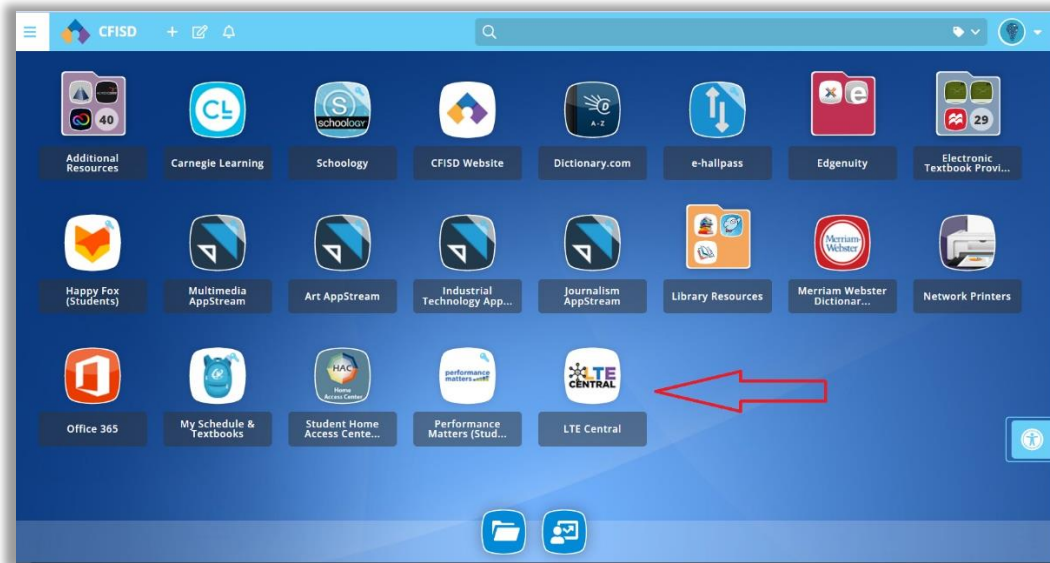 CFISD
40
CL
S
schoology
D
A-Z
e
29
Additional
Resources
Carnegie Learning
Schoology
CFISD Website
Dictionary.com
e-hallpass
Edgenuity
Electronic
Textbook Provi...
Merriam-
Webster
Happy Fox
(Students)
Multimedia
AppStream
Art AppStream
Industrial
Technology App...
Journalism
AppStream
Library Resources
Merriam Webster
Dictionar...
Network Printers
HAC
Home
Access Center
performance
matters
LTE
CENTRAL
Office 365
My Schedule &
Textbooks
Student Home
Access Cente...
Performance
Matters (Stud...
LTE Central